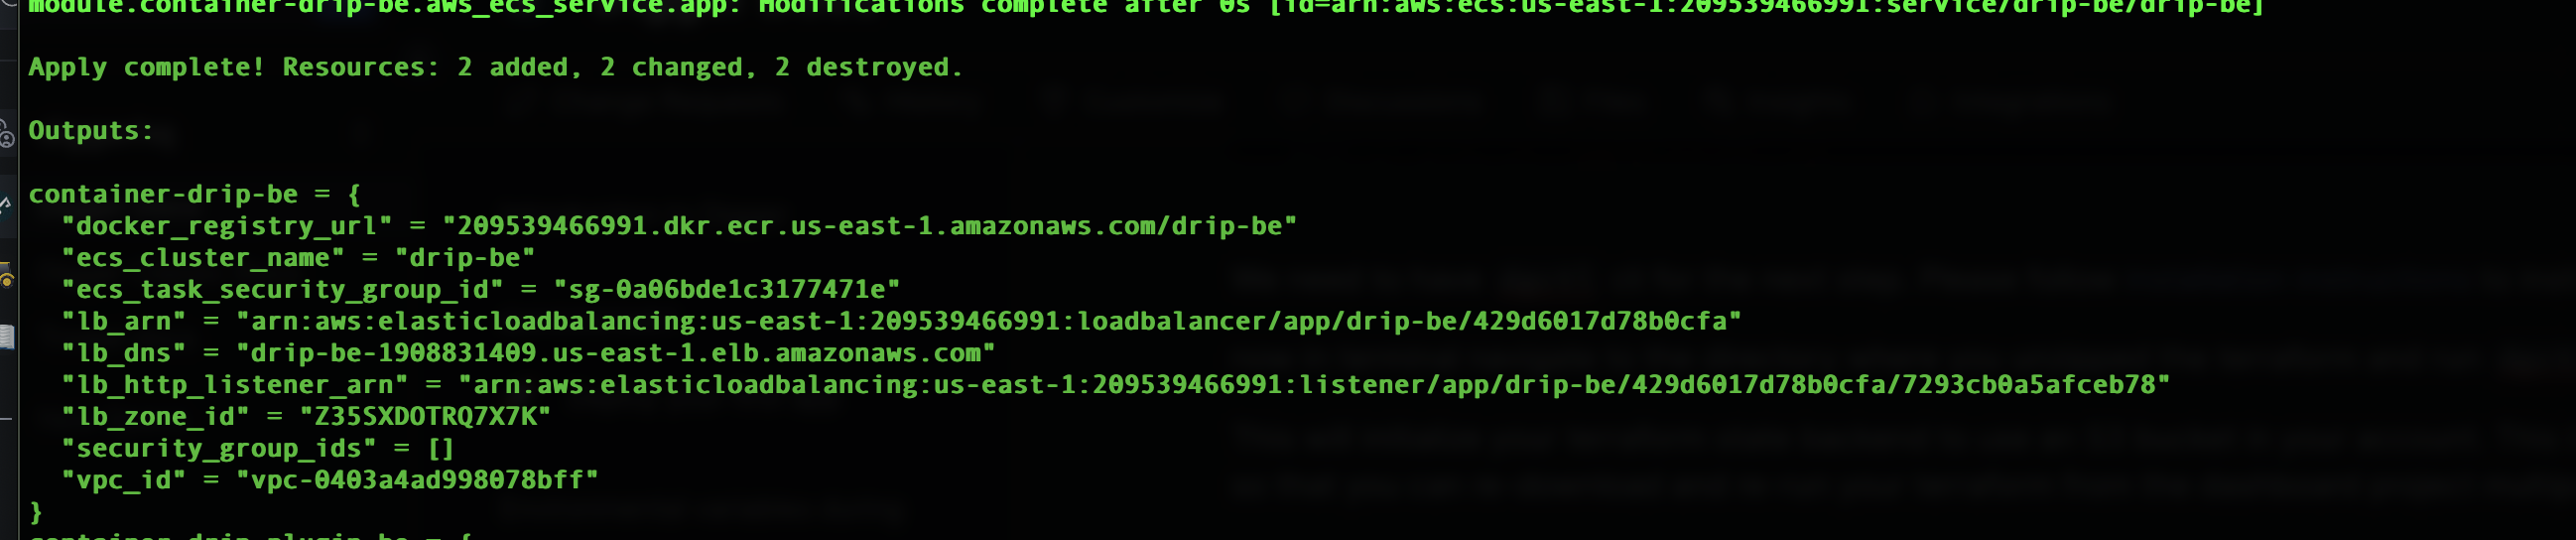 module.container-drip-be.aws_ecs_service.app: Modifications complete after 0s [id=arn:aws:ecs:us-east-1:209539466991:service/drip-be/drip-be]
Apply complete! Resources: 2 added, 2 changed, 2 destroyed.
Outputs:
container-drip-be = {
"docker_registry_url" = "209539466991.dkr.ecr.us-east-1.amazonaws.com/drip-be"
"ecs_cluster_name" = "drip-be"
"ecs_task_security_group_id" = "sg-0a06bde1c3177471e"
"lb_arn" = "arn:aws:elasticloadbalancing:us-east-1:209539466991:loadbalancer/app/drip-be/429d6017d78b0cfa"
"lb_dns" = "drip-be-1908831409.us-east-1.elb.amazonaws.com"
"lb_http_listener_arn" = "arn:aws:elasticloadbalancing:us-east-1:209539466991:listener/app/drip-be/429d6017d78b0cfa/7293cb0a5afceb78"
"lb_zone_id" = "Z35SXDOTRQ7X7K"
"security_group_ids" = []
"vpc_id" = "vpc-0403a4ad998078bff"
}
container-drip-plugin-be = {